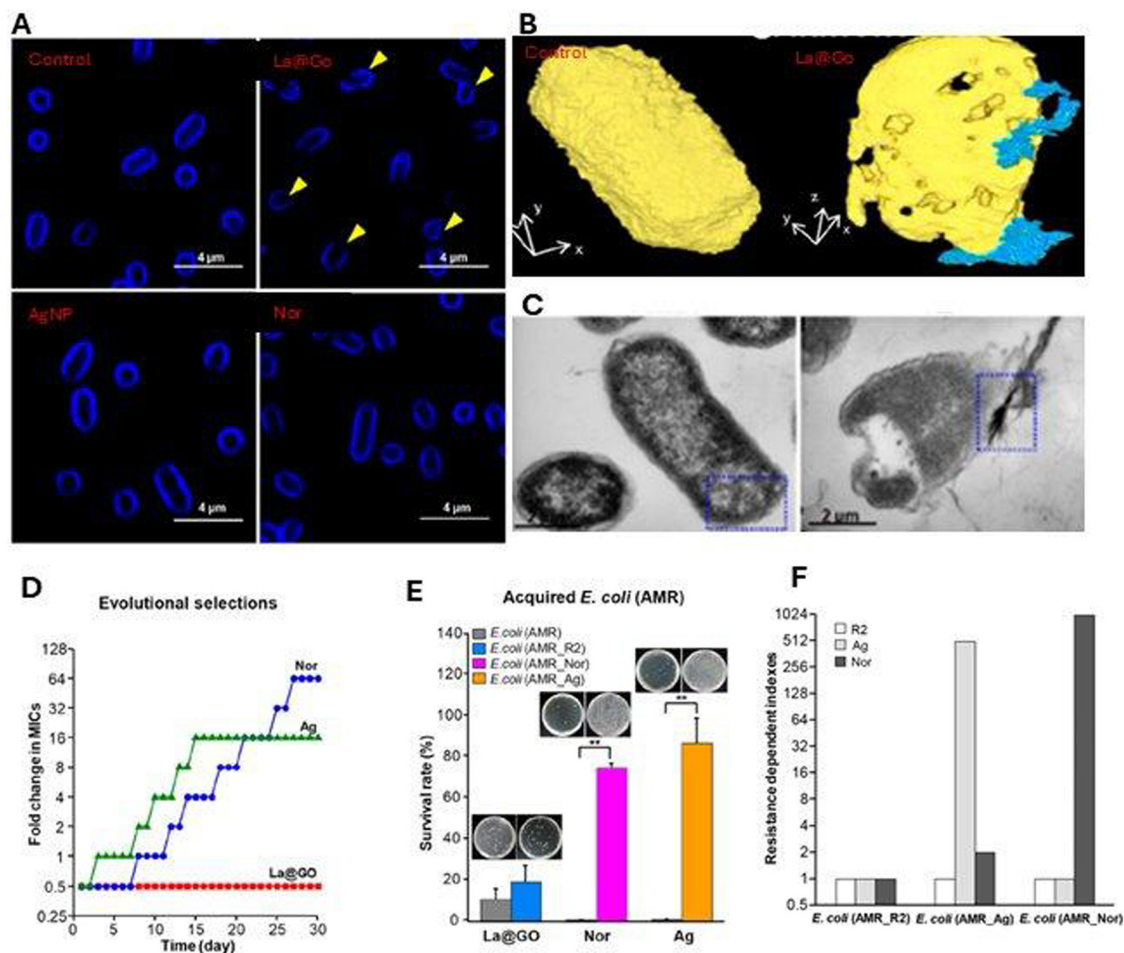 A
Control
La@Go
4 µm
4 µm
AgNP
Nor
4 µm
4 µm
B
Control
La@Go
y
x
z
y
x
C
2 µm
D
Evolutional selections
Fold change in MICs
128
64
32
16
8
4
2
1
0.5
0.25
Nor
Ag
La@GO
0 5 10 15 20 25 30
Time (day)
E
Acquired E. coli (AMR)
Survival rate (%)
140
120
100
80
60
40
20
0
E.coli (AMR)
E.coli (AMR_R2)
E.coli (AMR_Nor)
E.coli (AMR_Ag)
**
**
La@GO Nor Ag
F
Resistance dependent indexes
1024
512
256
128
64
32
16
8
4
2
1
0.5
R2
Ag
Nor
E. coli (AMR_R2) E. coli (AMR_Ag) E. coli (AMR_Nor)